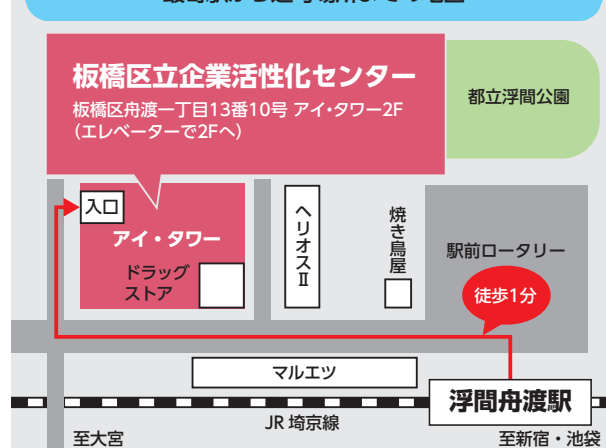 板橋区立企業活性化センター
板橋区舟渡一丁目13番10号 アイ・タワー2F
（エレベーターで2Fへ）
都立浮間公園
入口
アイ・タワー
ドラッグ
ストア
ヘリオスⅡ
焼き鳥屋
駅前ロータリー
徒歩1分
マルエツ
浮間舟渡駅
JR 埼京線
至大宮
至新宿・池袋